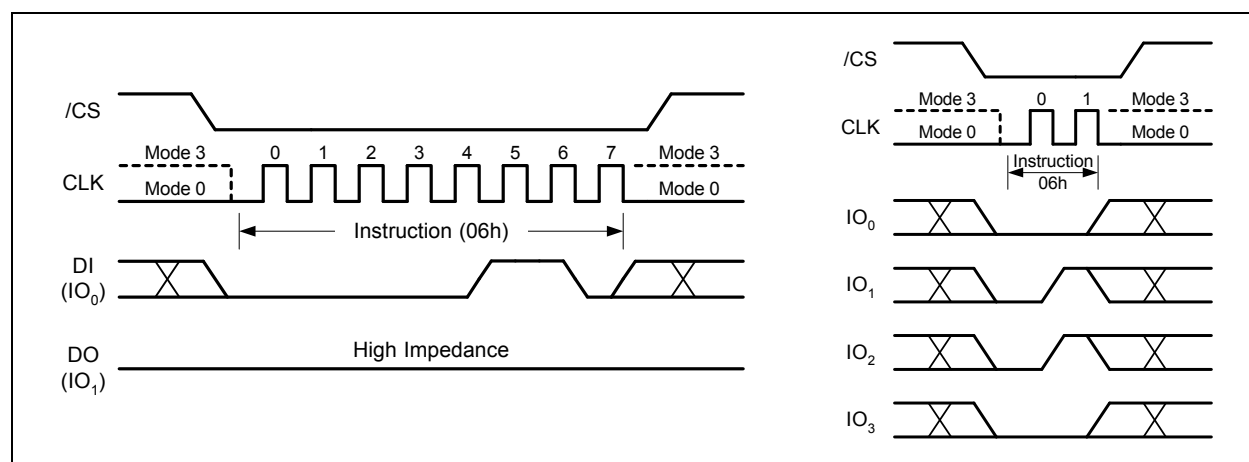 /CS
Mode 3 0 1 2 3 4 5 6 7 Mode 3
CLK Mode 0 Mode 0
Instruction (06h)
DI
(IO0)
DO High Impedance
(IO1)
/CS
Mode 3 0 1 Mode 3
CLK Mode 0 Mode 0
Instruction
06h
IO0
IO1
IO2
IO3